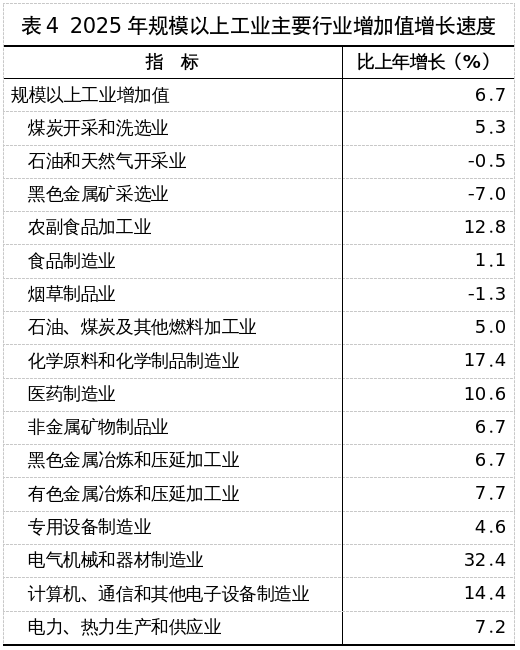 表 4  2025 年规模以上工业主要行业增加值增长速度
指　标　比上年增长（%）
规模以上工业增加值 6.7
煤炭开采和洗选业 5.3
石油和天然气开采业 -0.5
黑色金属矿采选业 -7.0
农副食品加工业 12.8
食品制造业 1.1
烟草制品业 -1.3
石油、煤炭及其他燃料加工业 5.0
化学原料和化学制品制造业 17.4
医药制造业 10.6
非金属矿物制品业 6.7
黑色金属冶炼和压延加工业 6.7
有色金属冶炼和压延加工业 7.7
专用设备制造业 4.6
电气机械和器材制造业 32.4
计算机、通信和其他电子设备制造业 14.4
电力、热力生产和供应业 7.2